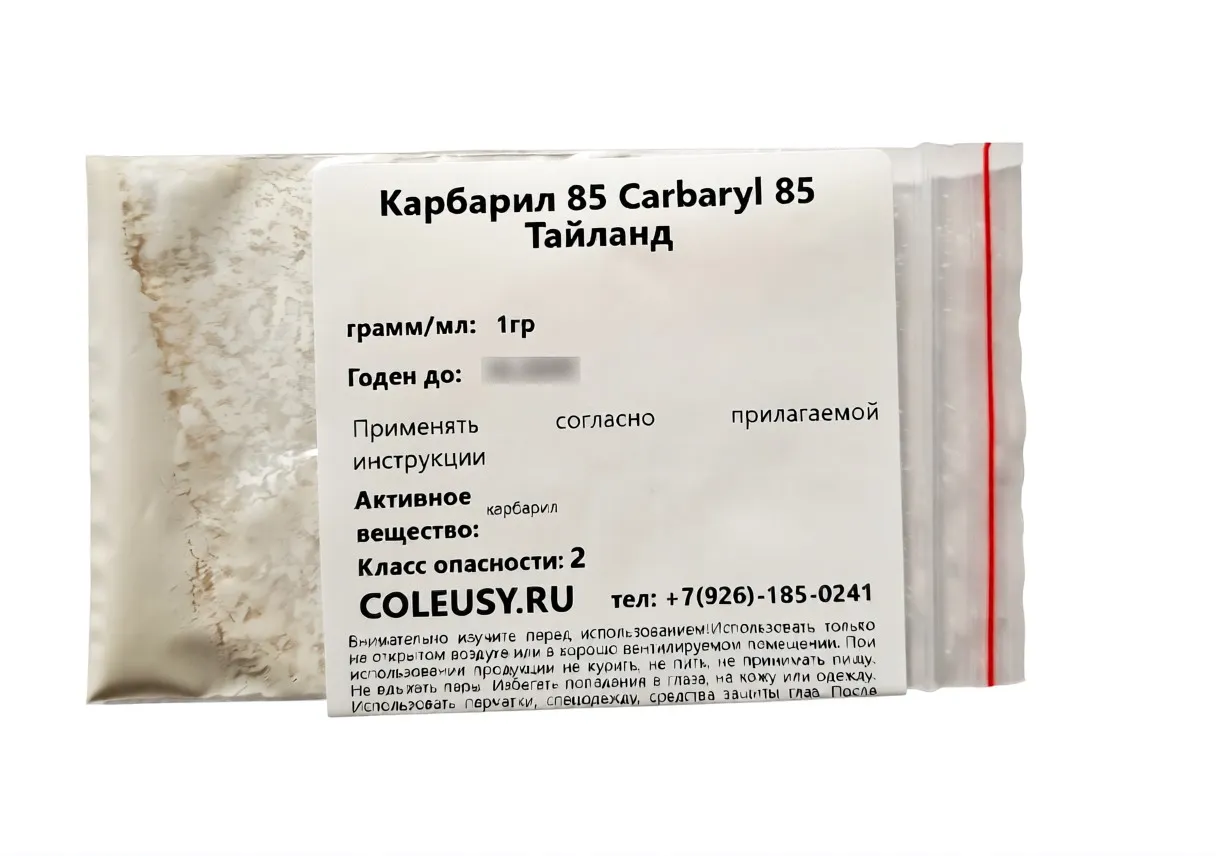 Карбарил 85 Carbaryl 85
Тайланд
грамм/мл: 1гр
Годен до:
Применять согласно прилагаемой
инструкции
Активное
вещество: карбарил
Класс опасности: 2
COLEUSY.RU тел: +7(926)-185-0241
Внимательно изучите перед использованием!Использовать только
на открытом воздухе или в хорошо вентилируемом помещении. При
использовании продукции не курить, не пить, не принимать пищу.
Не вдыхать пары. Избегать попадания в глаза, на кожу или одежду.
Использовать перчатки, спецодежду, средства защиты глаз. После